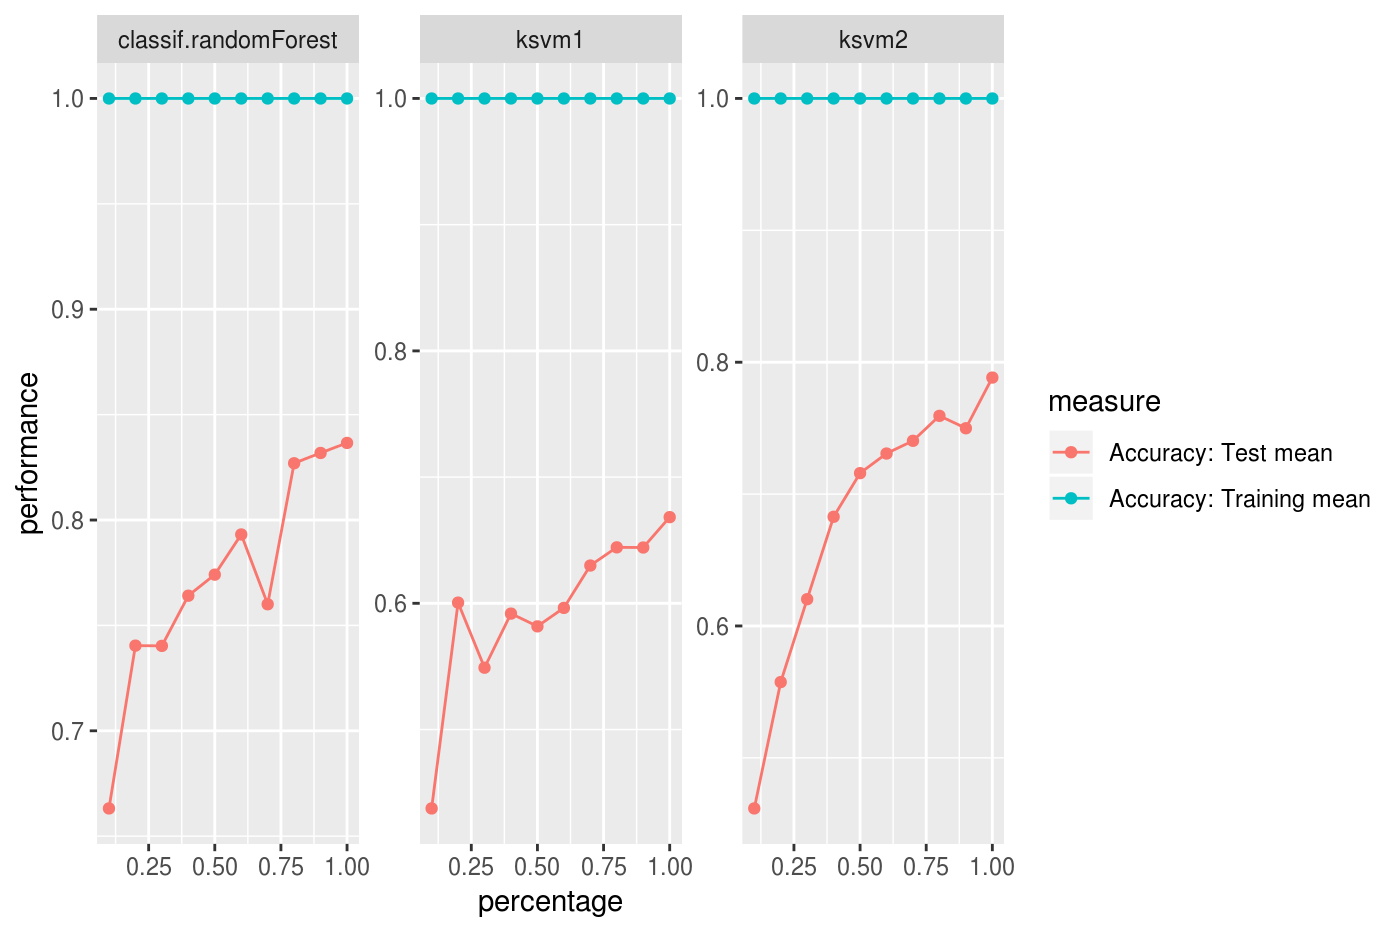 classif.randomForest
ksvm1
ksvm2
performance
1.0
0.9
0.8
0.7
1.0
0.8
0.6
1.0
0.8
0.6
0.25 0.50 0.75 1.00
0.25 0.50 0.75 1.00
0.25 0.50 0.75 1.00
percentage
measure
Accuracy: Test mean
Accuracy: Training mean